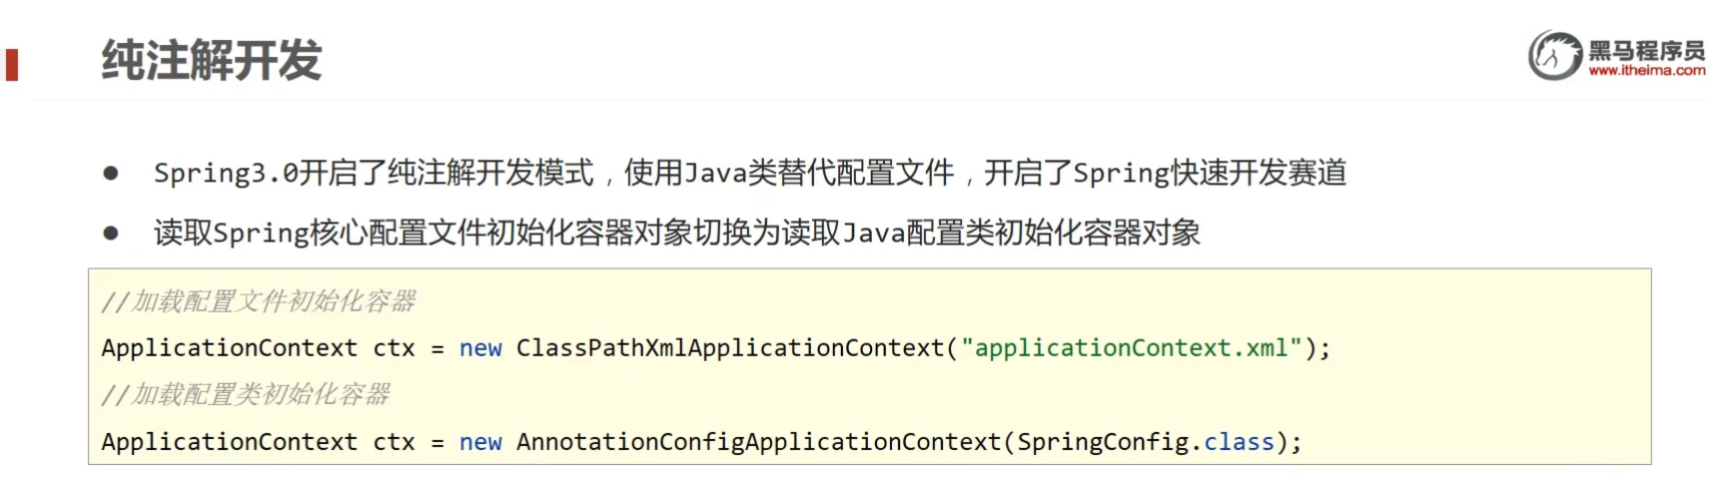 纯注解开发
黑马程序员
www.itheima.com
● Spring3.0开启了纯注解开发模式，使用Java类替代配置文件，开启了Spring快速开发赛道
● 读取Spring核心配置文件初始化容器对象切换为读取Java配置类初始化容器对象
//加载配置文件初始化容器
ApplicationContext ctx = new ClassPathXmlApplicationContext("applicationContext.xml");
//加载配置类初始化容器
ApplicationContext ctx = new AnnotationConfigApplicationContext(SpringConfig.class);